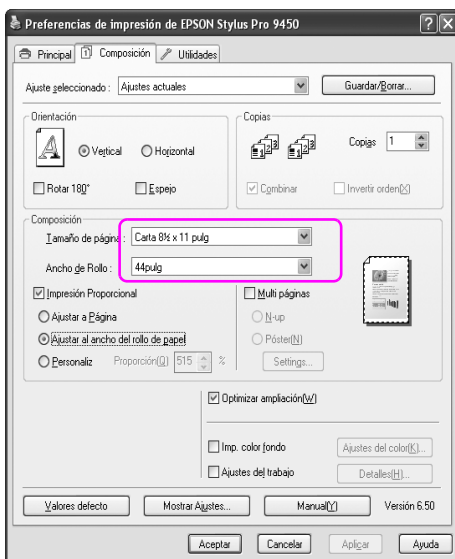 Preferencias de impresión de EPSON Stylus Pro 9450
Principal Composición Utilidades
Ajuste seleccionado : Ajustes actuales Guardar/Borrar...
Orientación Copias
Vertical Horizontal Copias 1
Rotar 180° Espejo Combinar Invertir orden(X)
Composición
Tamaño de página : Carta 8½ x 11 pulg
Ancho de Rollo : 44pulg
Impresión Proporcional Multi páginas
Ajustar a Página N-up
Ajustar al ancho del rollo de papel Póster(N)
Personaliz Proporción(Q) 515 % Settings...
Optimizar ampliación(W)
Imp. color fondo Ajustes del color(K)...
Ajustes del trabajo Detalles(H)...
Valores defecto Mostrar Ajustes... Manual(Y) Versión 6.50
Aceptar Cancelar Aplicar Ayuda